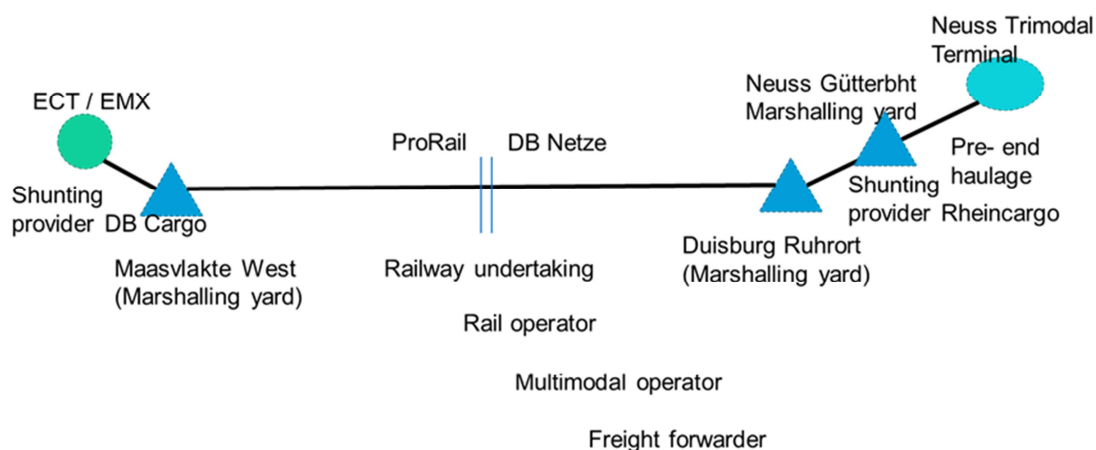 Neuss Trimodal
Terminal
ECT / EMX
Neuss Gütterbht
Marshalling yard
ProRail
DB Netze
Pre- end
haulage
Shunting
provider DB Cargo
Shunting
provider Rheincargo
Maasvlakte West
(Marshalling yard)
Railway undertaking
Duisburg Ruhrort
(Marshalling yard)
Rail operator
Multimodal operator
Freight forwarder